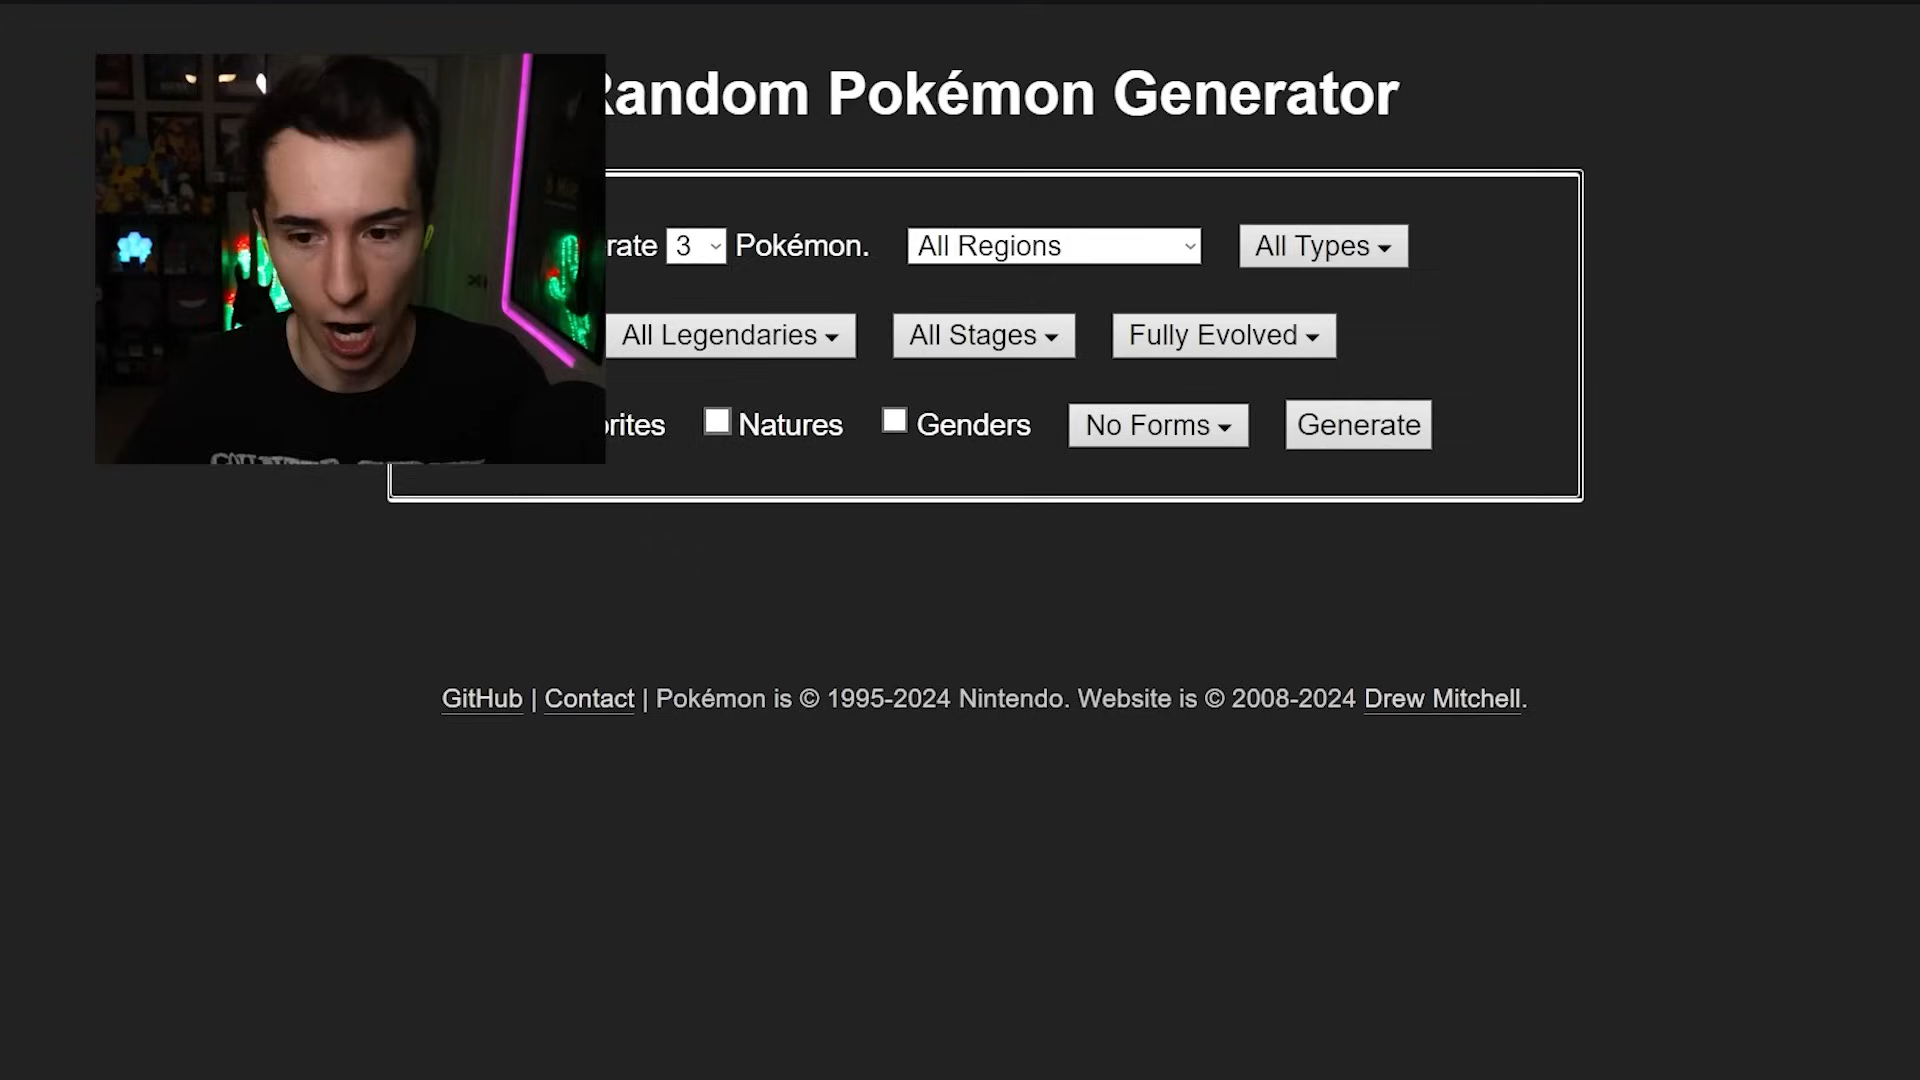 Random Pokémon Generator
rate 3 Pokémon. All Regions All Types
All Legendaries All Stages Fully Evolved
orites Natures Genders No Forms Generate
GitHub | Contact | Pokémon is © 1995-2024 Nintendo. Website is © 2008-2024 Drew Mitchell.